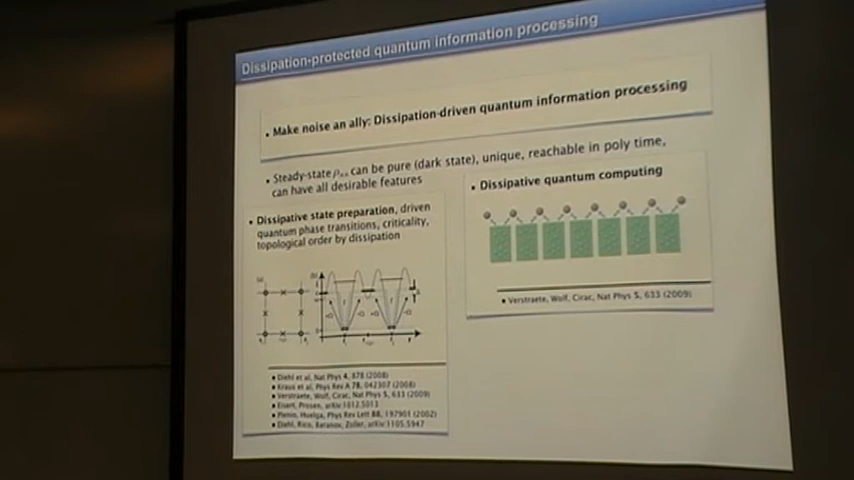 Dissipation-protected quantum information processing
• Make noise an ally: Dissipation-driven quantum information processing
• Steady-state ρss can be pure (dark state), unique, reachable in poly time,
can have all desirable features
• Dissipative state preparation, driven
quantum phase transitions, criticality,
topological order by dissipation
▪ Diehl et al, Nat Phys 4, 878 (2008)
▪ Kraus et al, Phys Rev A 78, 042307 (2008)
▪ Verstraete, Wolf, Cirac, Nat Phys 5, 633 (2009)
▪ Eisert, Prosen, arXiv:1012.5013
▪ Plenio, Huelga, Phys Rev Lett 88, 197901 (2002)
▪ Diehl, Rico, Baranov, Zoller, arXiv:1105.5947
• Dissipative quantum computing
▪ Verstraete, Wolf, Cirac, Nat Phys 5, 633 (2009)